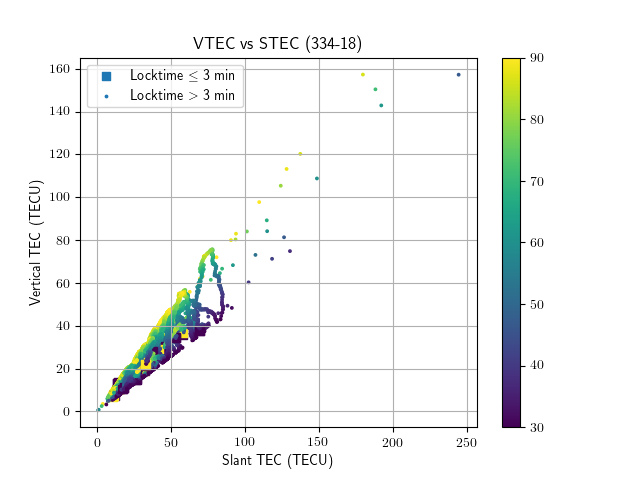 VTEC vs STEC (334-18)
Locktime ≤ 3 min
Locktime > 3 min
160
140
120
100
80
60
40
20
0
Vertical TEC (TECU)
0 50 100 150 200 250
Slant TEC (TECU)
90
80
70
60
50
40
30